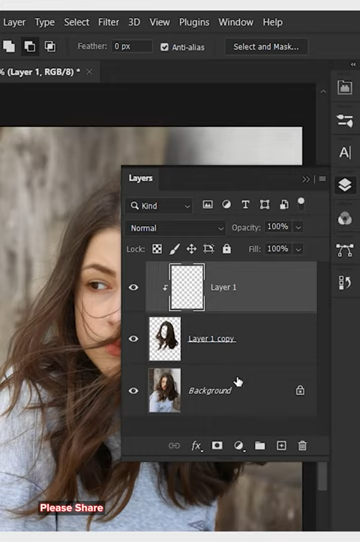 Layer Type Select Filter 3D View Plugins Window Help
Feather: 0 px Anti-alias Select and Mask...
% (Layer 1, RGB/8) * ×
Layers
Kind
Normal Opacity: 100%
Lock: Fill: 100%
Layer 1
Layer 1 copy
Background
fx
Please Share